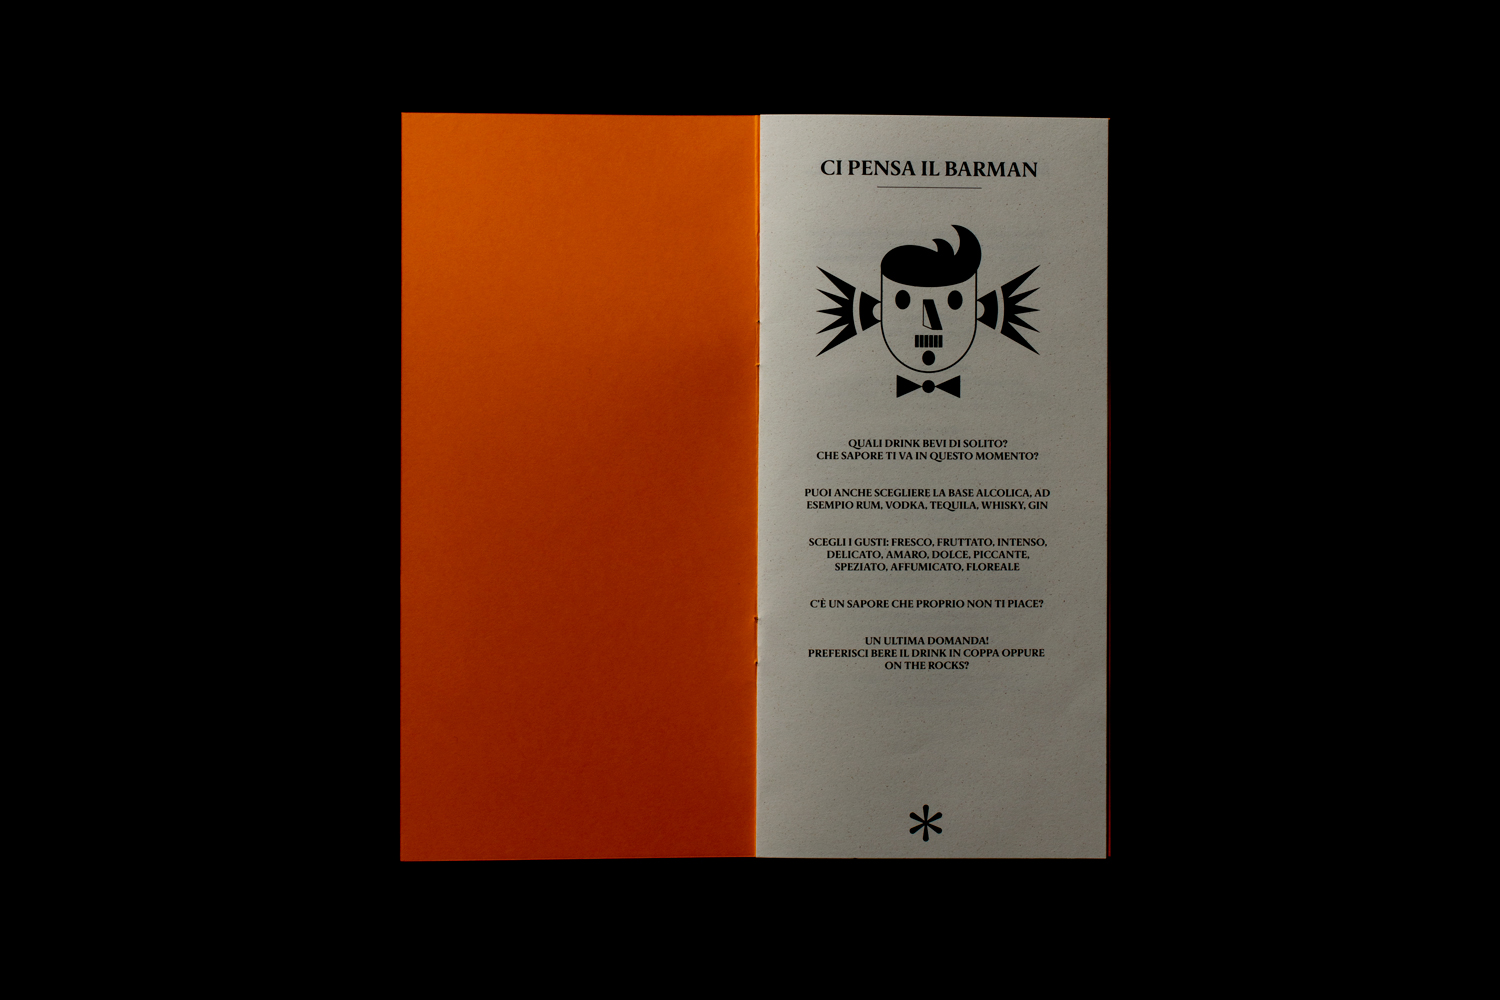 CI PENSA IL BARMAN
QUALI DRINK BEVI DI SOLITO?
CHE SAPORE TI VA IN QUESTO MOMENTO?
PUOI ANCHE SCEGLIERE LA BASE ALCOLICA, AD
ESEMPIO RUM, VODKA, TEQUILA, WHISKY, GIN
SCEGLI I GUSTI: FRESCO, FRUTTATO, INTENSO,
DELICATO, AMARO, DOLCE, PICCANTE,
SPEZIATO, AFFUMICATO, FLOREALE
C'È UN SAPORE CHE PROPRIO NON TI PIACE?
UN ULTIMA DOMANDA!
PREFERISCI BERE IL DRINK IN COPPA OPPURE
ON THE ROCKS?